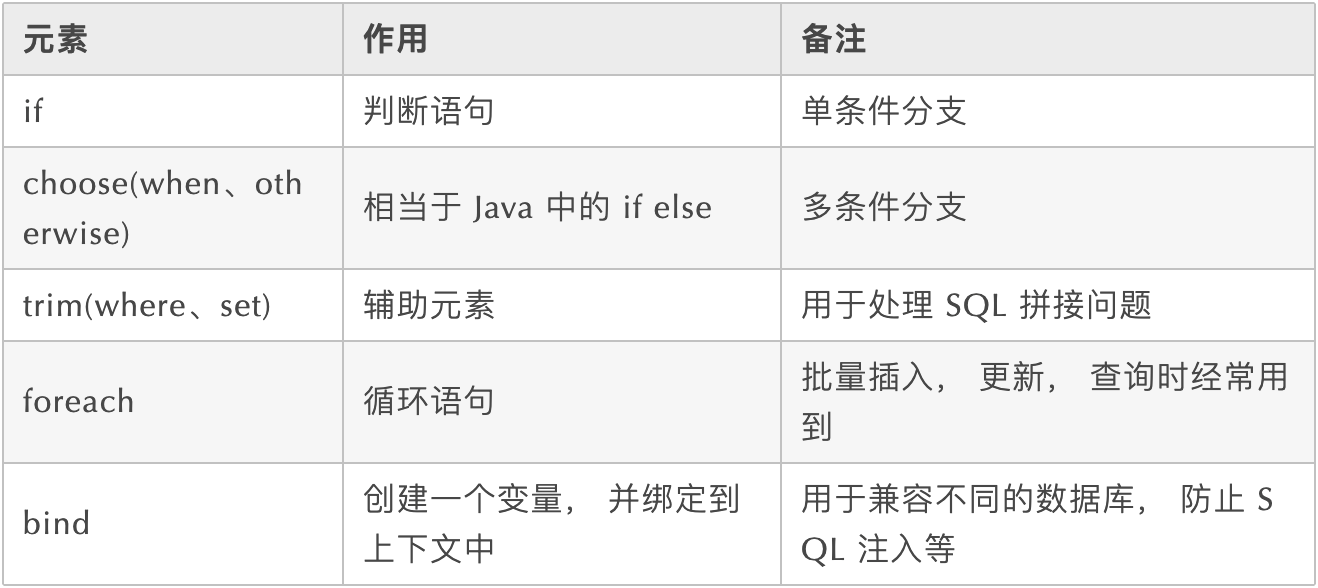 元素 作用 备注
if 判断语句 单条件分支
choose(when、oth
erwise) 相当于 Java 中的 if else 多条件分支
trim(where、set) 辅助元素 用于处理 SQL 拼接问题
foreach 循环语句 批量插入, 更新, 查询时经常用
到
bind 创建一个变量, 并绑定到
上下文中 用于兼容不同的数据库, 防止 S
QL 注入等